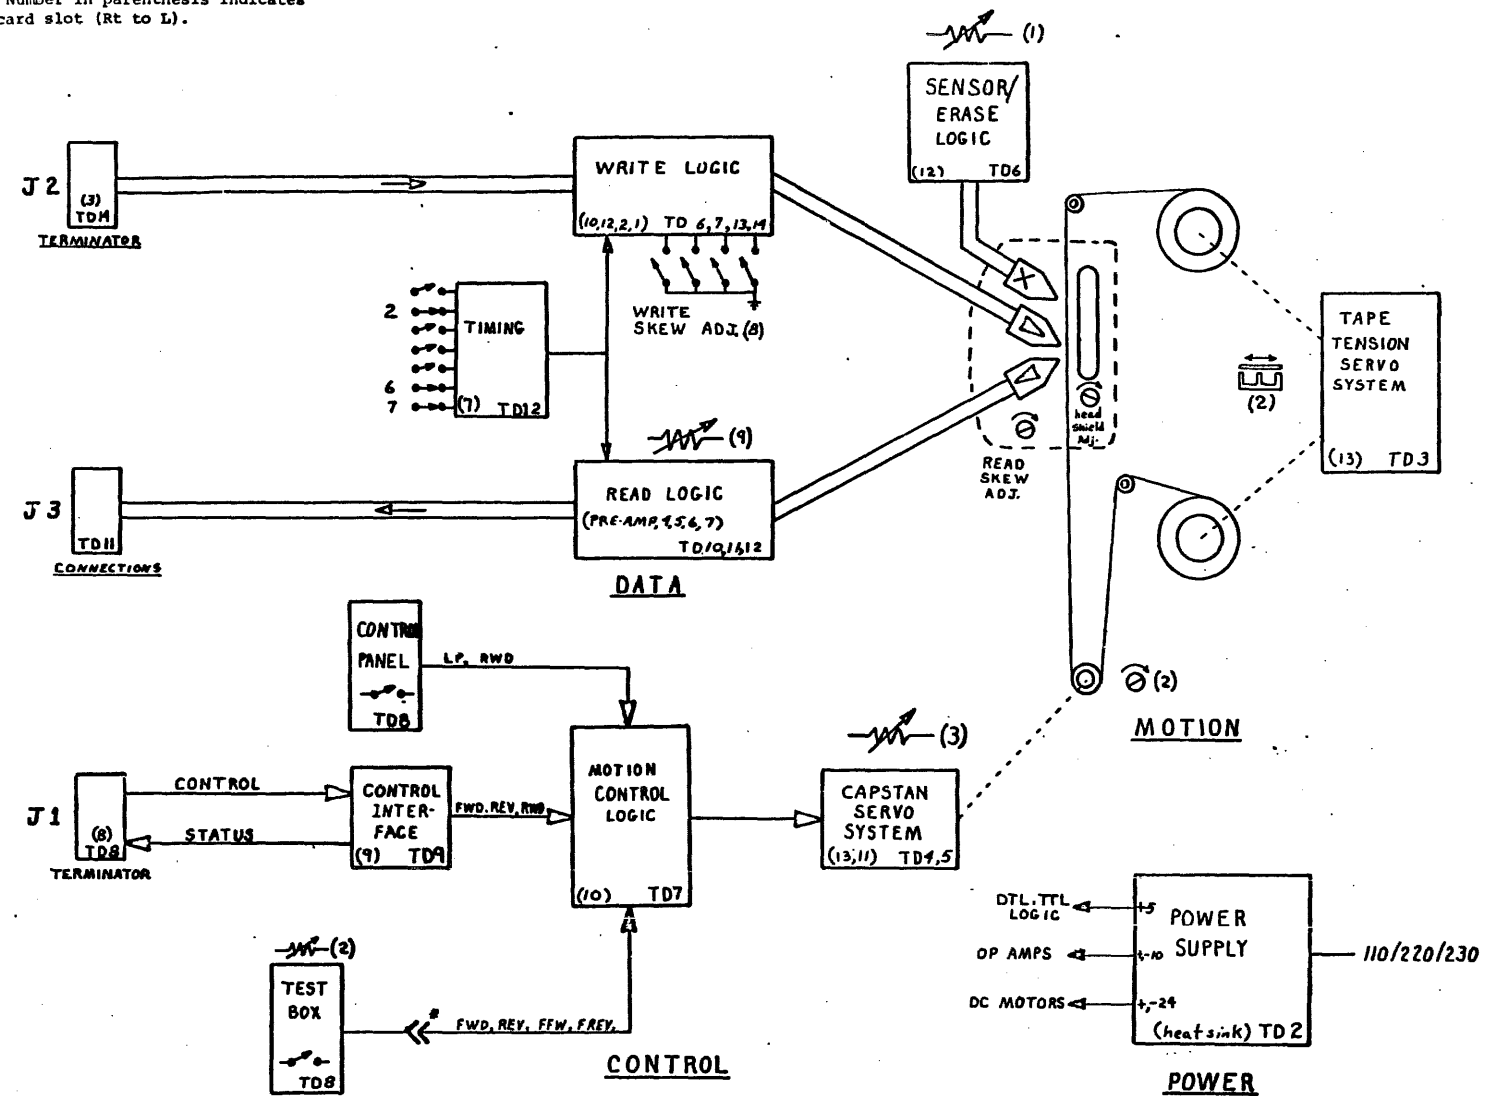 Number in parenthesis indicates
card slot (Rt to L).
(1)
SENSOR/
ERASE
LOGIC
(12) TD6
J2
(3)
TD14
TERMINATOR
WRITE LOGIC
(10,12,2,1) TD 6,7,13,14
WRITE
SKEW ADJ. (8)
2
6
7
TIMING
(7) TD12
(9)
READ LOGIC
(PRE-AMP,4,5,6,7)
TD10,11,12
DATA
J3
TD11
CONNECTIONS
head
shield
Adj.
READ
SKEW
ADJ.
(2)
TAPE
TENSION
SERVO
SYSTEM
(13) TD3
(2)
MOTION
CONTROL
PANEL
TD8
LP, RWD
J1
(8)
TD8
TERMINATOR
CONTROL
STATUS
CONTROL
INTER-
FACE
(9) TD9
FWD.REV,RWD
MOTION
CONTROL
LOGIC
(10) TD7
(3)
CAPSTAN
SERVO
SYSTEM
(13,11) TD4,5
(2)
TEST
BOX
TD8
FWD, REV, FFW, FREV.
CONTROL
DTL.TTL
LOGIC
OP AMPS
DC MOTORS
+5
+,-10
+,-24
POWER
SUPPLY
(heat sink) TD2
110/220/230
POWER